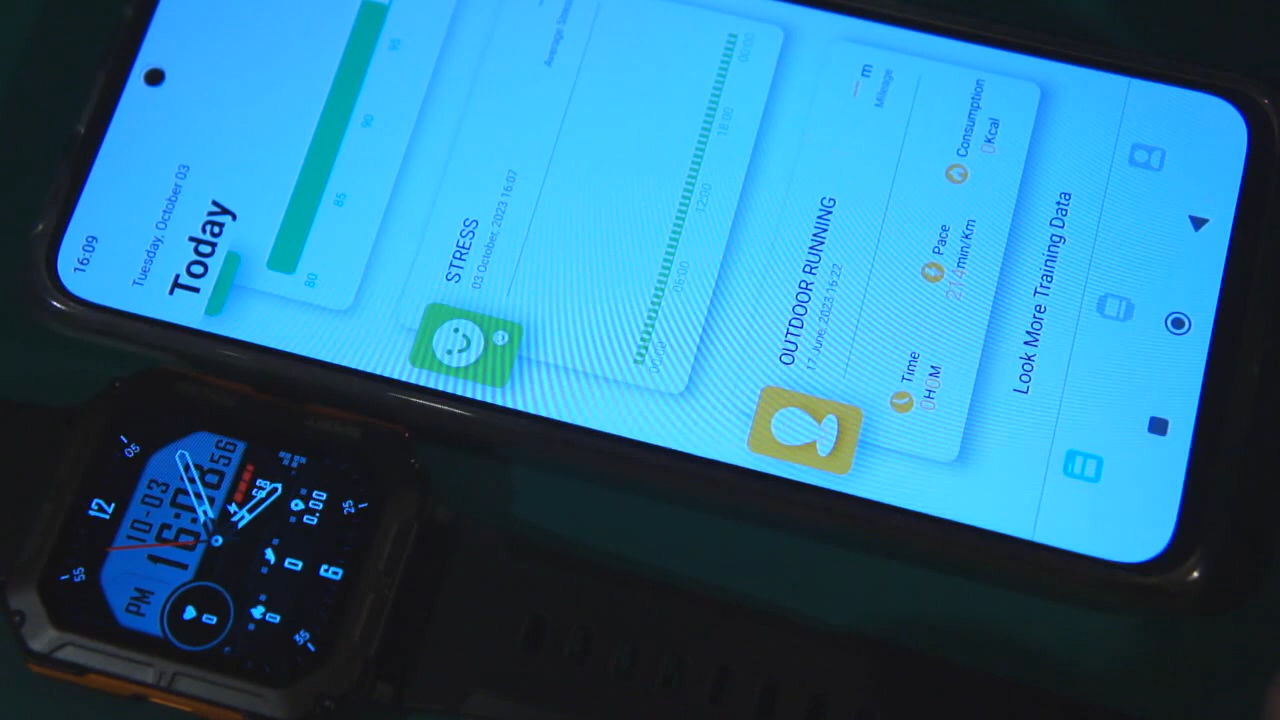 16:09
Tuesday, October 03
Today
80
85
90
95
STRESS
03 October, 2023 16:07
Average Stress
00:00
06:00
12:00
18:00
00:00
OUTDOOR RUNNING
17 June, 2023 16:22
m
Mileage
Time
0H0M
Pace
214min/Km
Consumption
0Kcal
Look More Training Data
12
05
10-03
PM 16:08 56
68
55
0
0.00
25
0
6
0
35